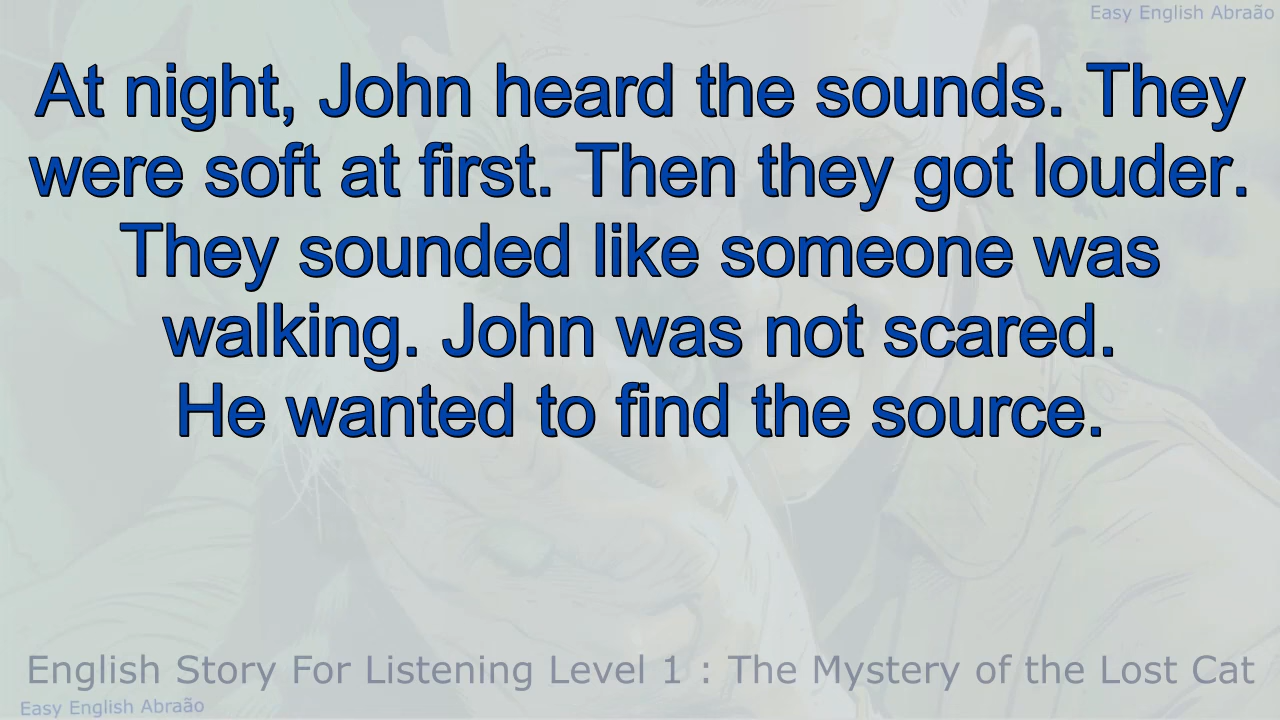 Easy English Abraão
At night, John heard the sounds. They
were soft at first. Then they got louder.
They sounded like someone was
walking. John was not scared.
He wanted to find the source.
English Story For Listening Level 1 : The Mystery of the Lost Cat
Easy English Abraão